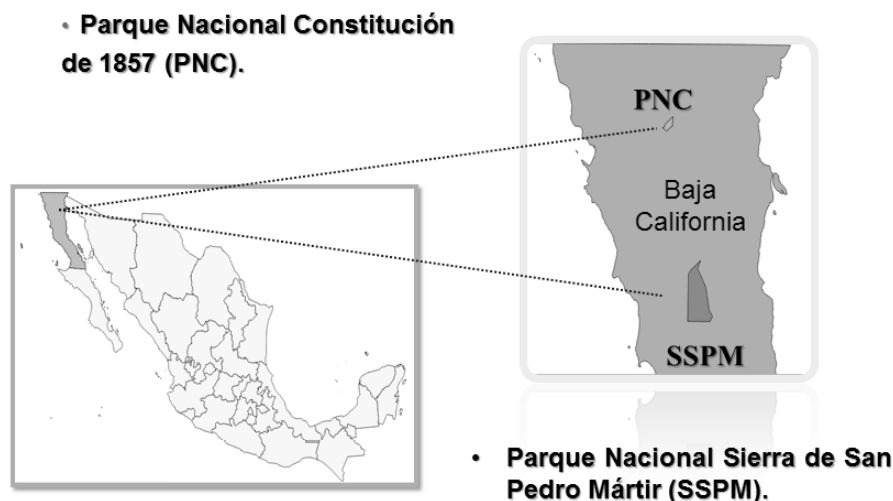 • Parque Nacional Constitución
de 1857 (PNC).
PNC
Baja
California
SSPM
• Parque Nacional Sierra de San
Pedro Mártir (SSPM).